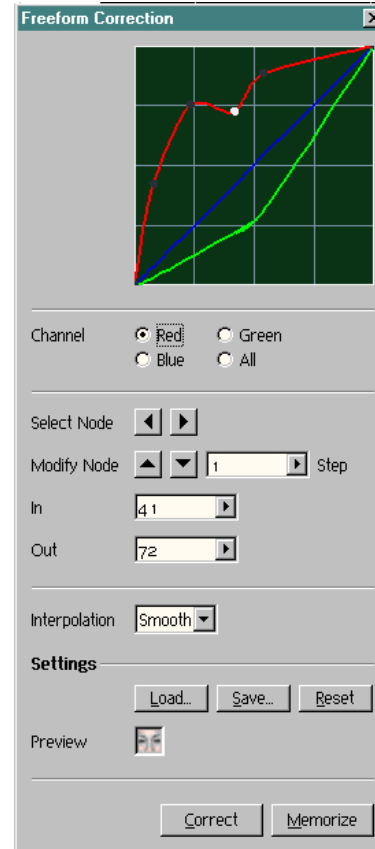 Freeform Correction
Channel Red Green
Blue All
Select Node
Modify Node 1 Step
In 41
Out 72
Interpolation Smooth
Settings
Load... Save... Reset
Preview
Correct Memorize